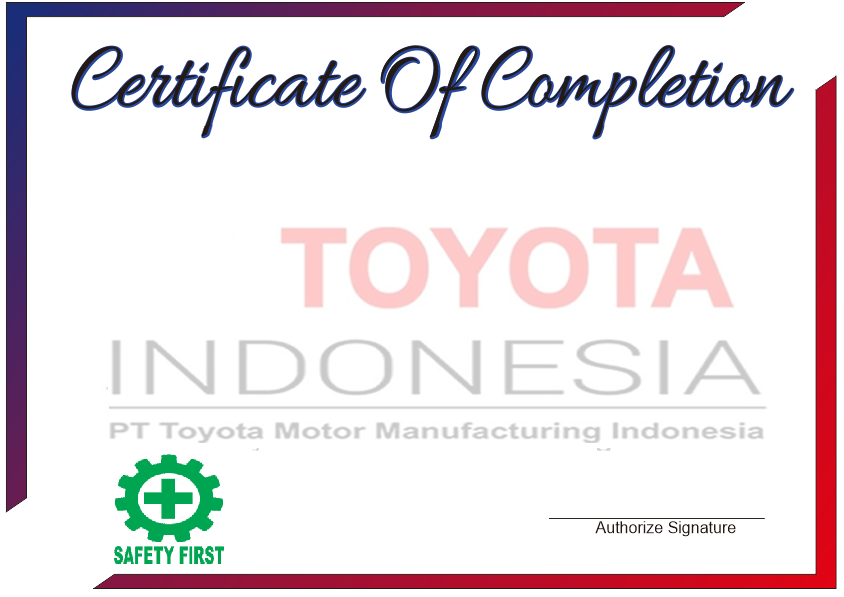 Certificate Of Completion
TOYOTA
INDONESIA
PT Toyota Motor Manufacturing Indonesia
SAFETY FIRST
Authorize Signature